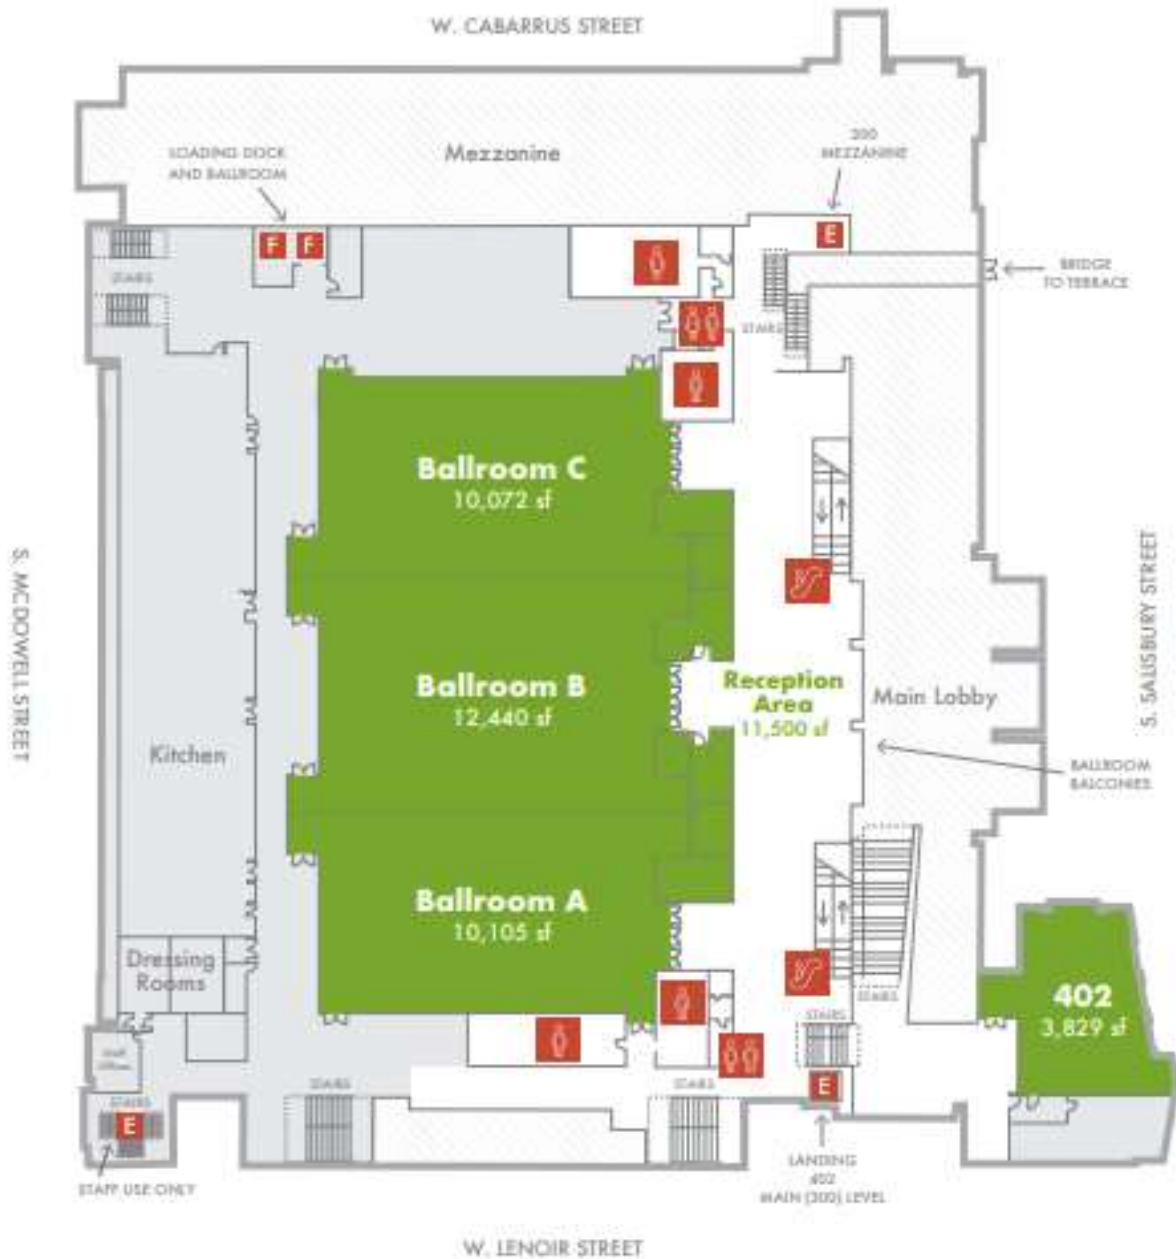 W. CABARRUS STREET
LOADING DOCK
AND BALLROOM
Mezzanine
300
MEZZANINE
F
F
E
STAIRS
STAIRS
BRIDGE
TO TERRACE
Ballroom C
10,072 sf
S. MCDOWELL STREET
S. SALISBURY STREET
Ballroom B
12,440 sf
Reception
Area
11,500 sf
Main Lobby
Kitchen
BALLROOM
BALCONIES
Ballroom A
10,105 sf
Dressing
Rooms
STAIRS
402
3,829 sf
STAIRS
STAIRS
STAIRS
STAIRS
E
E
STAFF USE ONLY
LANDING
402
MAIN (300) LEVEL
W. LENOIR STREET